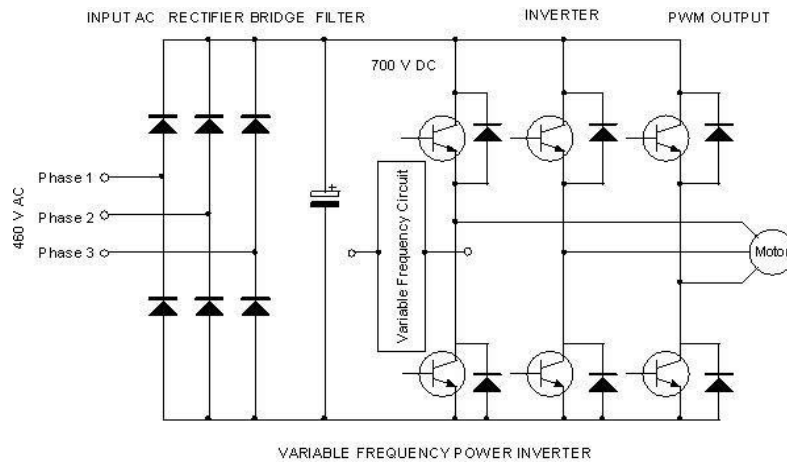 INPUT AC RECTIFIER BRIDGE FILTER INVERTER PWM OUTPUT
700 V DC
460 V AC
Phase 1
Phase 2
Phase 3
+
Variable Frequency Circuit
Motor
VARIABLE FREQUENCY POWER INVERTER